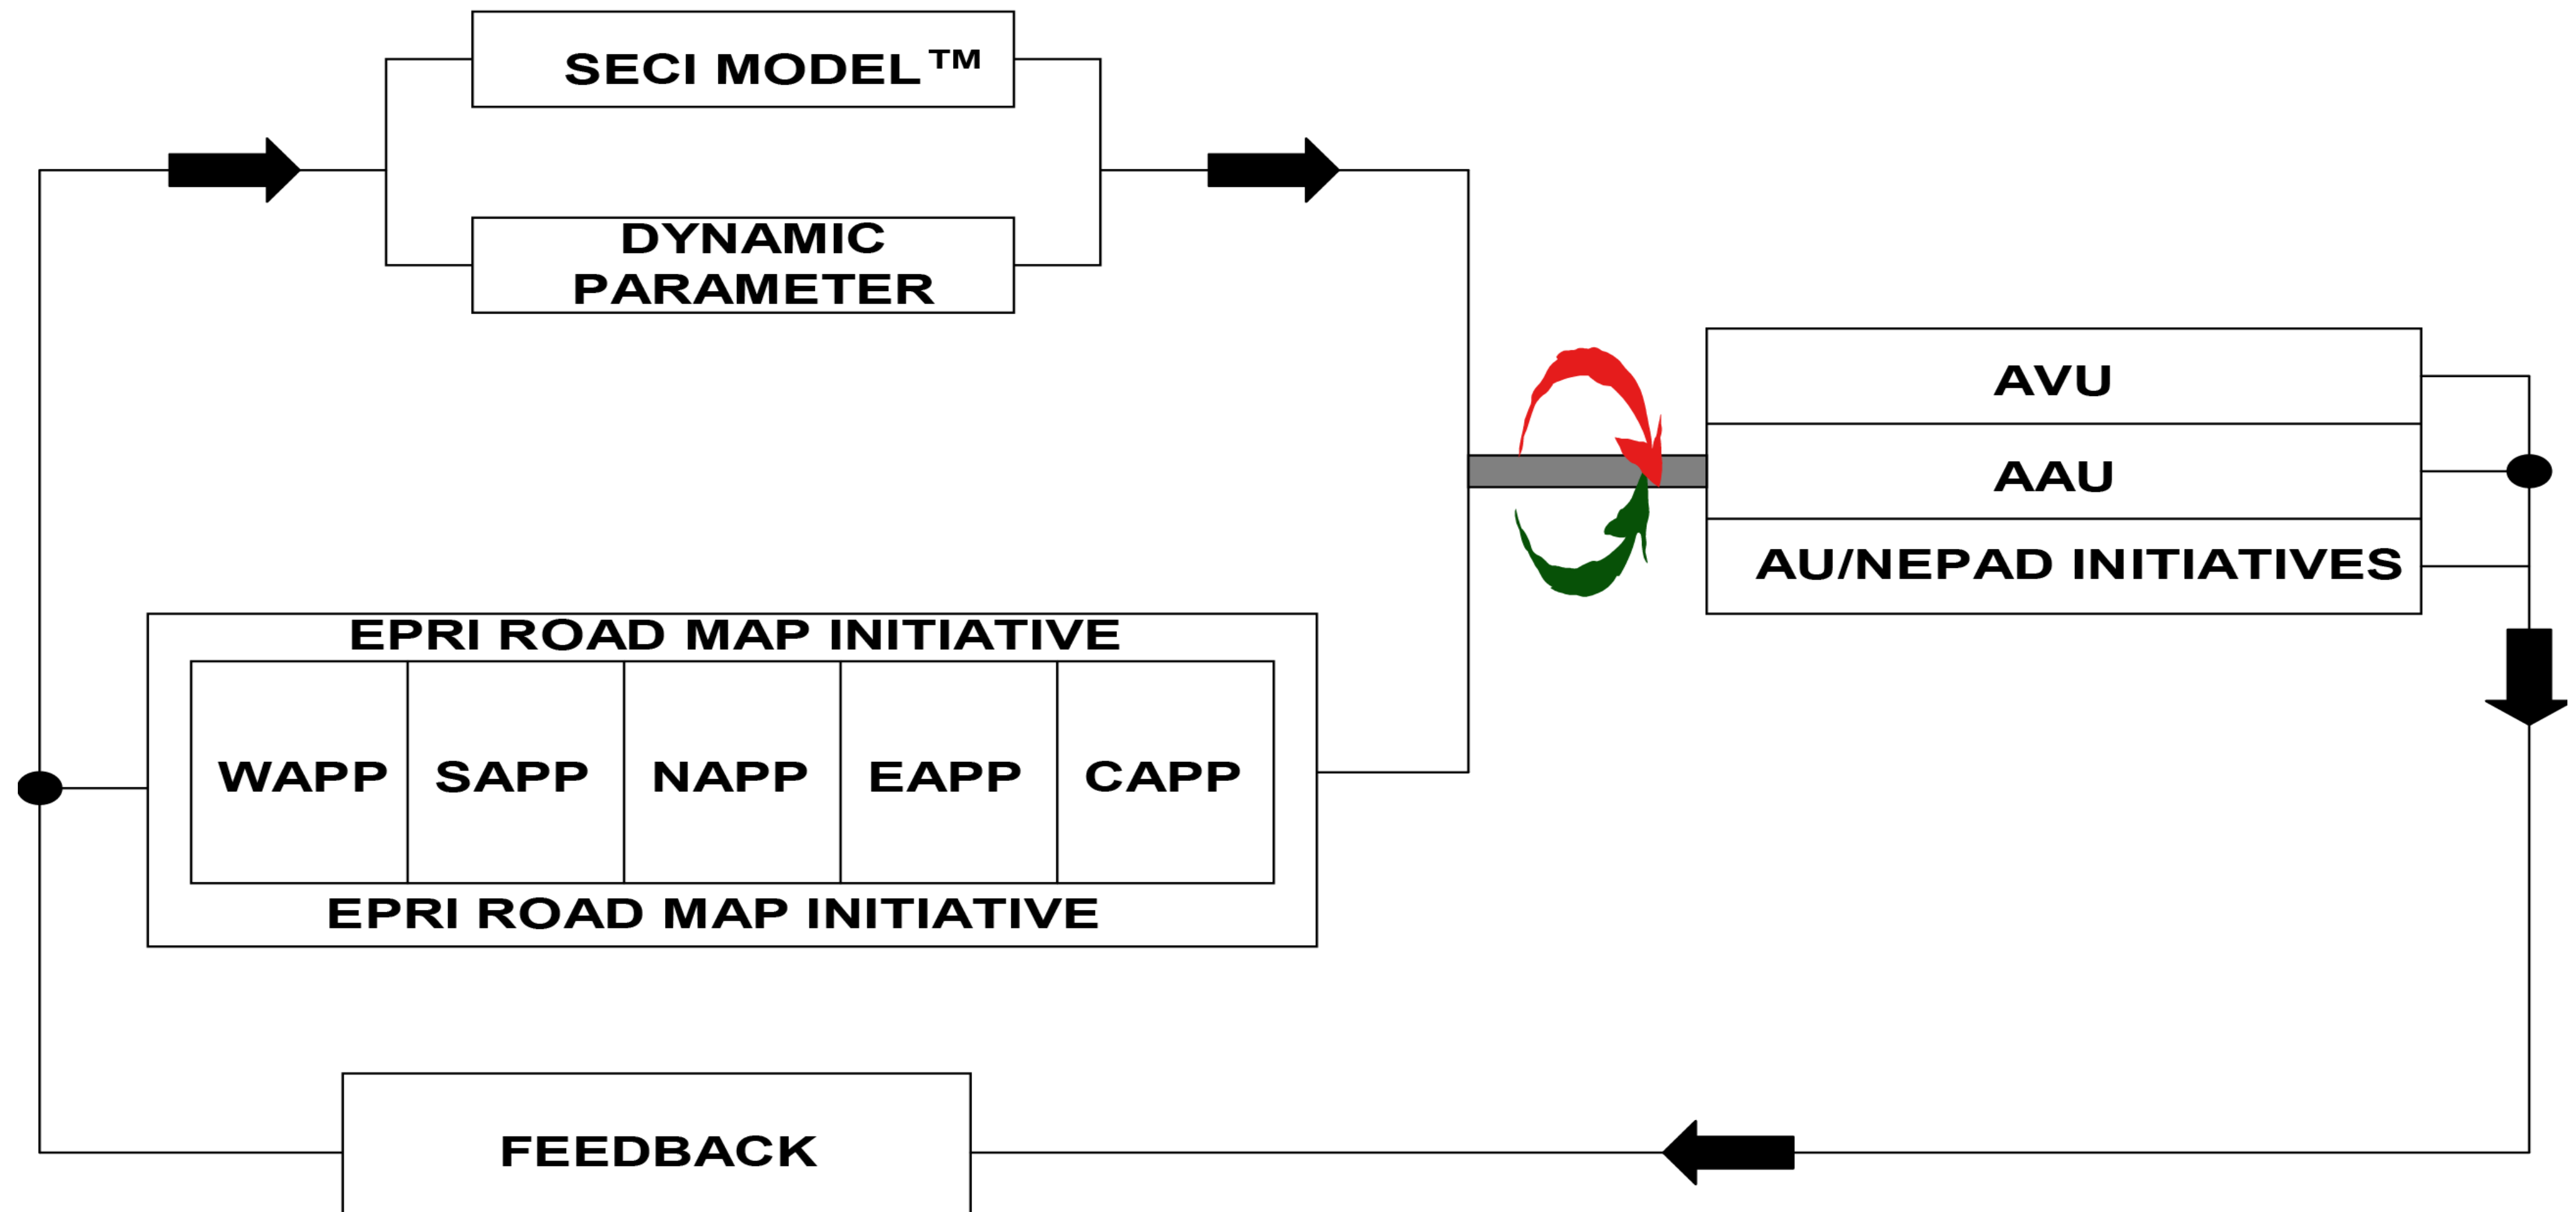 SECI MODEL™
DYNAMIC
PARAMETER
AVU
AAU
AU/NEPAD INITIATIVES
EPRI ROAD MAP INITIATIVE
WAPP SAPP NAPP EAPP CAPP
EPRI ROAD MAP INITIATIVE
FEEDBACK